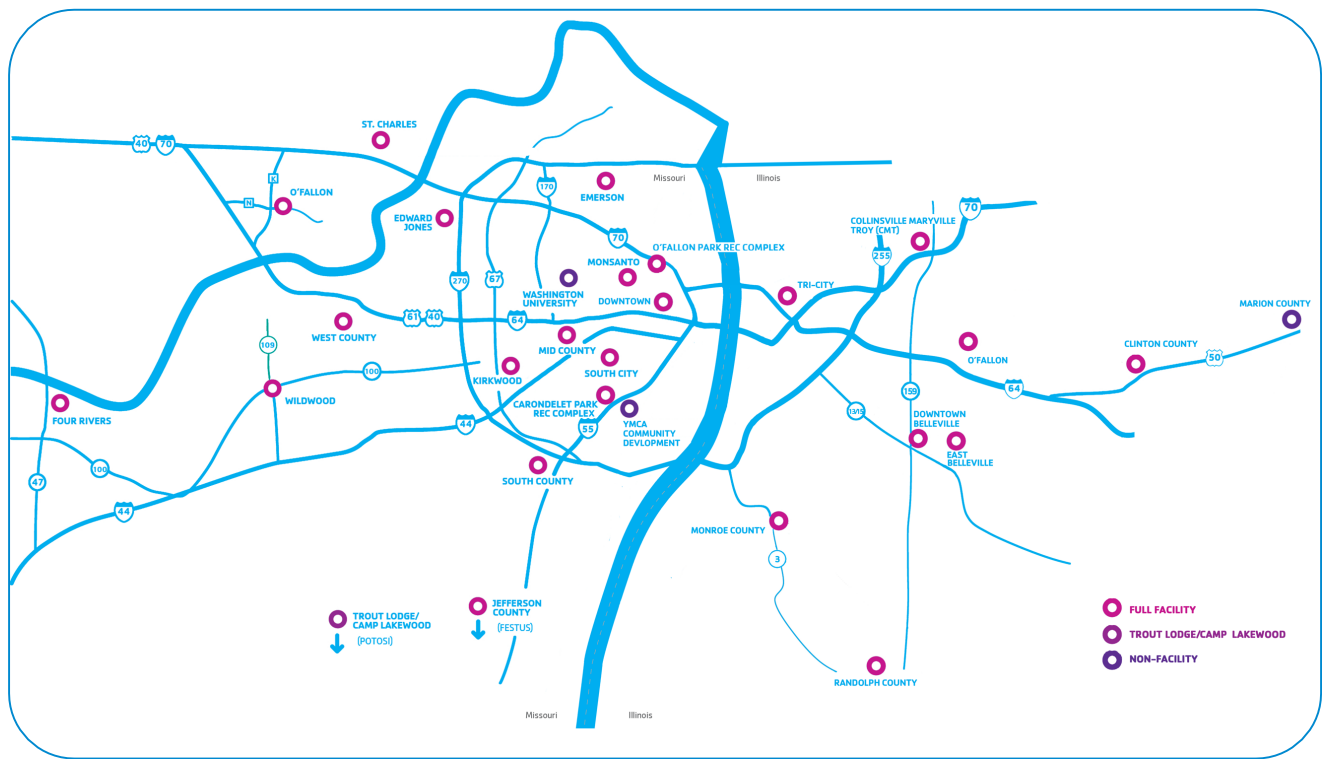 ST. CHARLES
40
70
K
N
O'FALLON
EDWARD
JONES
170
EMERSON
Missouri
Illinois
70
COLLINSVILLE MARYVILLE
TROY (CMT)
70
255
O'FALLON PARK REC COMPLEX
MONSANTO
270
67
WASHINGTON
UNIVERSITY
DOWNTOWN
TRI-CITY
MARION COUNTY
61
40
64
WEST COUNTY
109
MID COUNTY
SOUTH CITY
O'FALLON
CLINTON COUNTY
50
100
KIRKWOOD
WILDWOOD
64
159
FOUR RIVERS
CARONDELET PARK
REC COMPLEX
13/15
44
55
YMCA
COMMUNITY
DEVLOPMENT
DOWNTOWN
BELLEVILLE
EAST
BELLEVILLE
100
47
SOUTH COUNTY
44
MONROE COUNTY
3
TROUT LODGE/
CAMP LAKEWOOD
(POTOSI)
JEFFERSON
COUNTY
(FESTUS)
RANDOLPH COUNTY
FULL FACILITY
TROUT LODGE/CAMP LAKEWOOD
NON-FACILITY
Missouri
Illinois